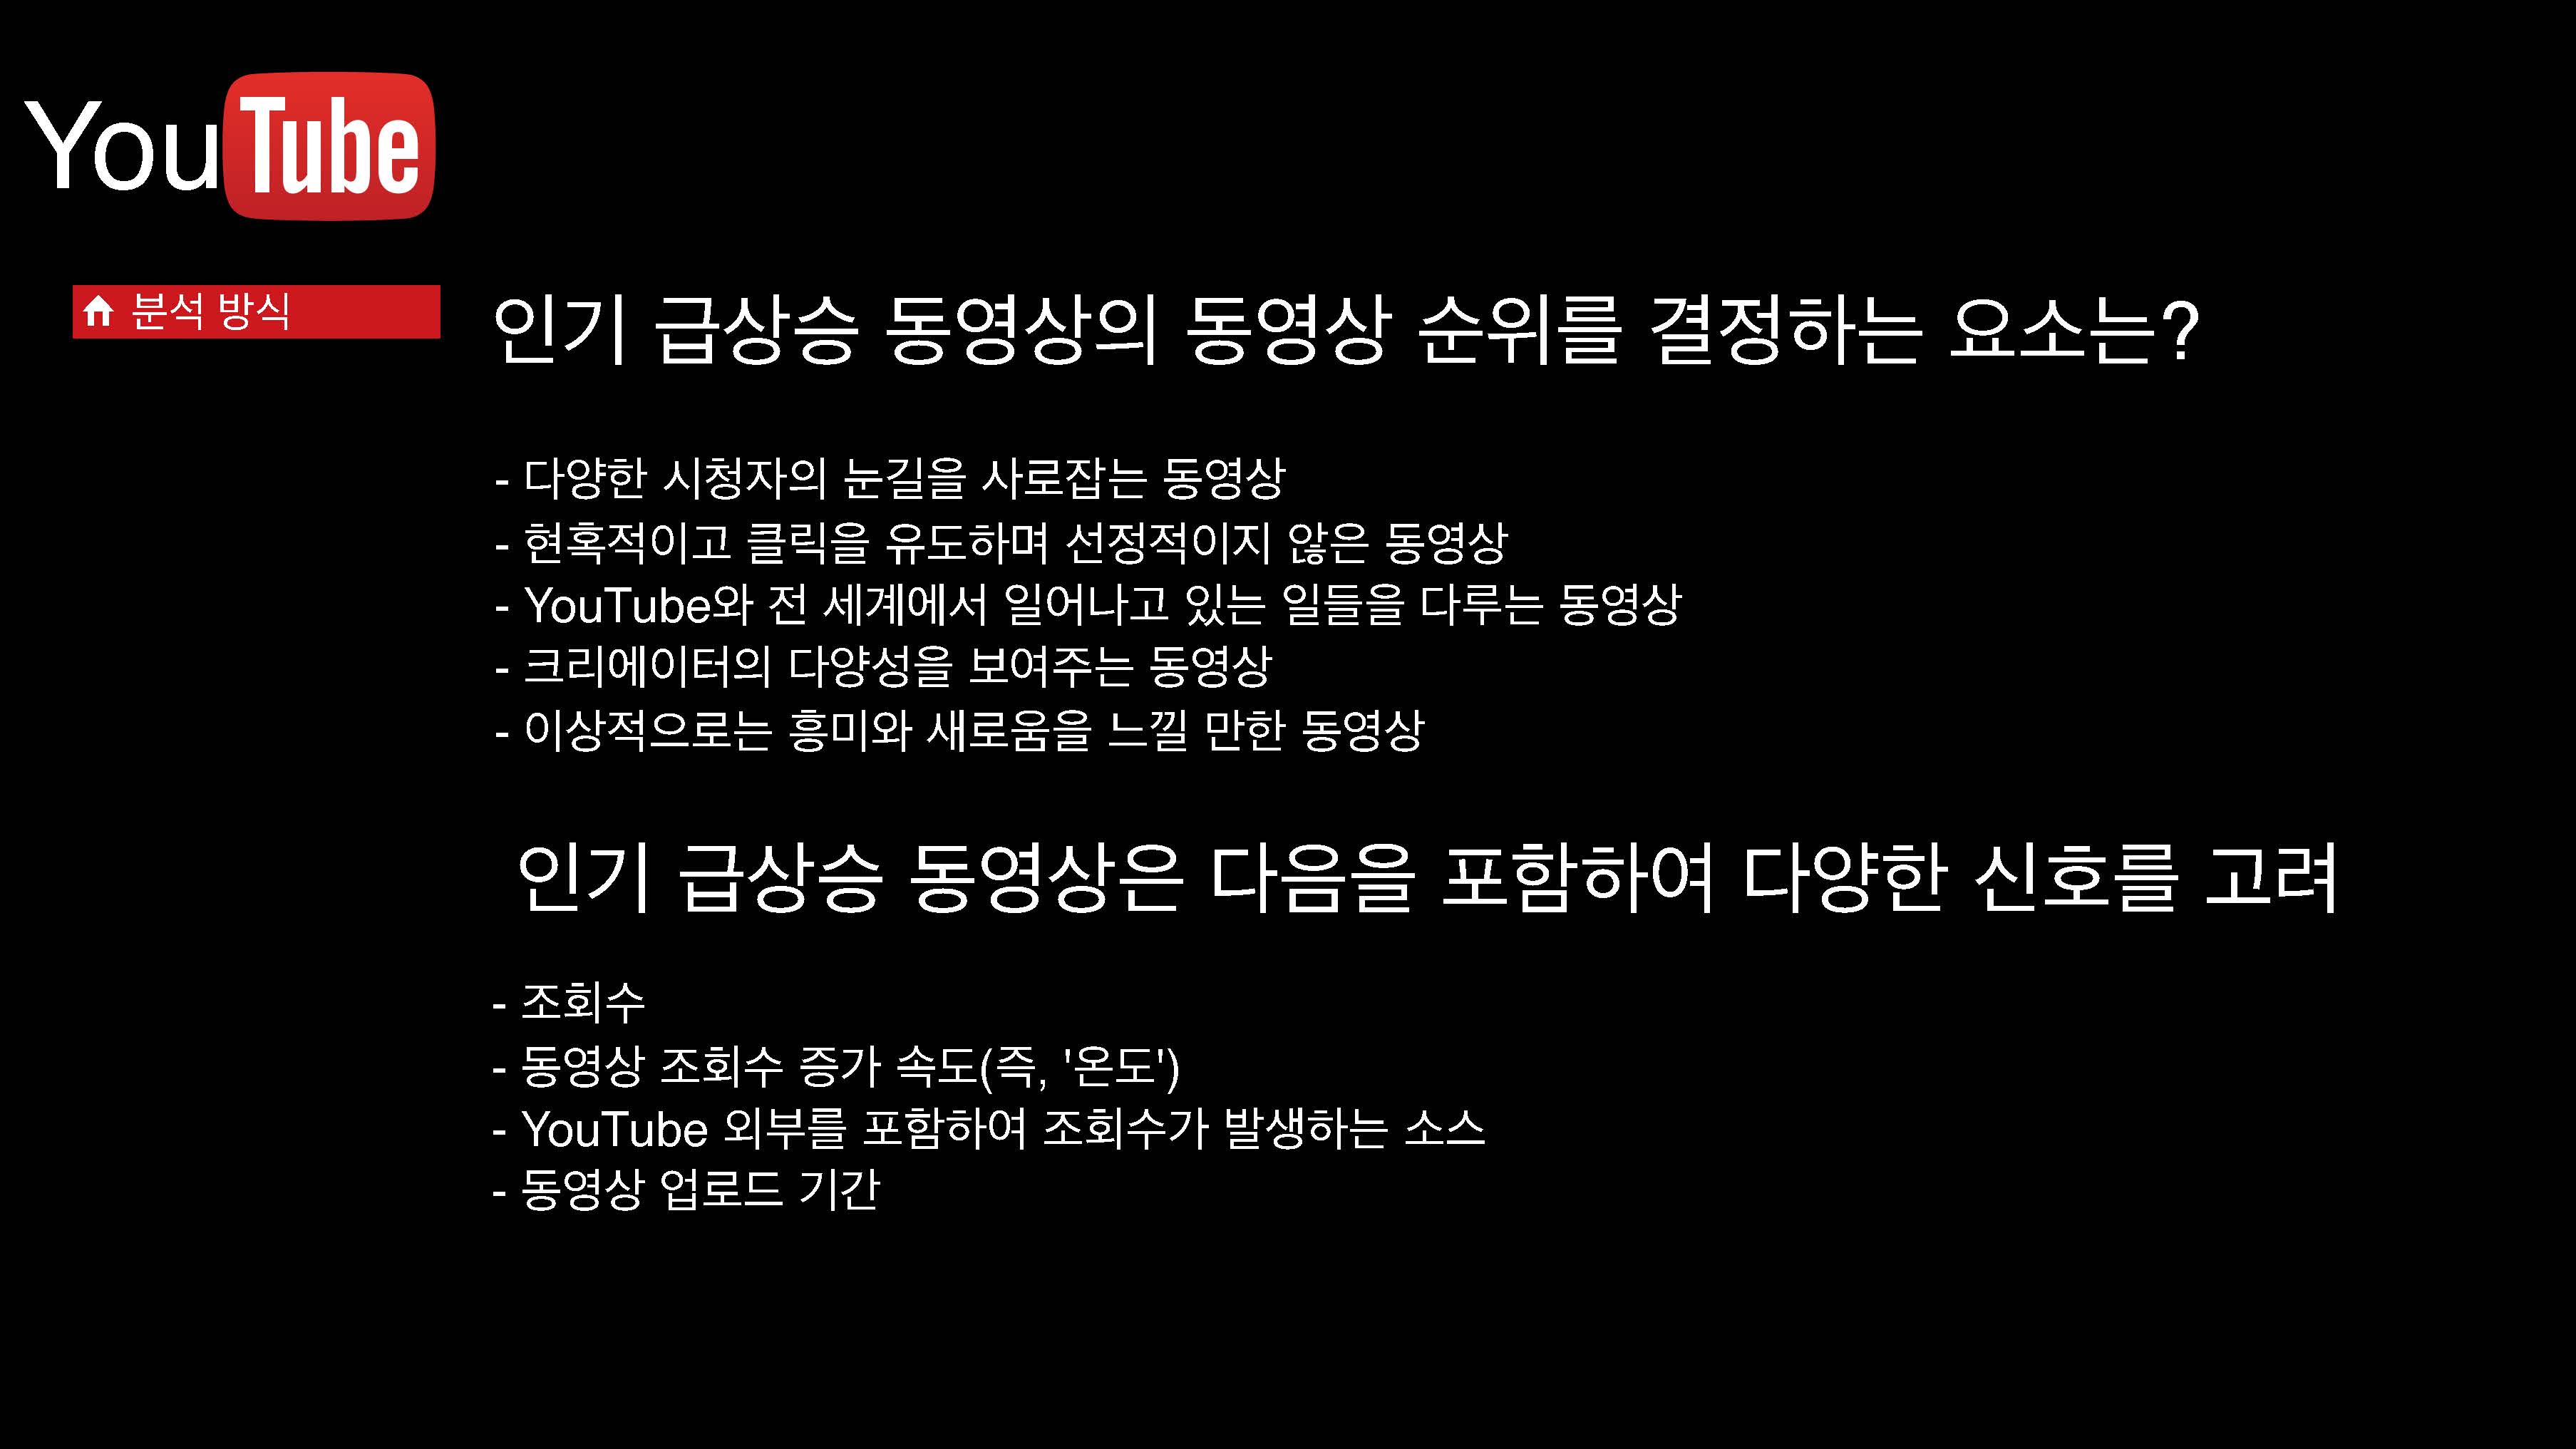 YouTube
분석 방식
인기 급상승 동영상의 동영상 순위를 결정하는 요소는?
- 다양한 시청자의 눈길을 사로잡는 동영상
- 현혹적이고 클릭을 유도하며 선정적이지 않은 동영상
- YouTube와 전 세계에서 일어나고 있는 일들을 다루는 동영상
- 크리에이터의 다양성을 보여주는 동영상
- 이상적으로는 흥미와 새로움을 느낄 만한 동영상
인기 급상승 동영상은 다음을 포함하여 다양한 신호를 고려
- 조회수
- 동영상 조회수 증가 속도(즉, '온도')
- YouTube 외부를 포함하여 조회수가 발생하는 소스
- 동영상 업로드 기간